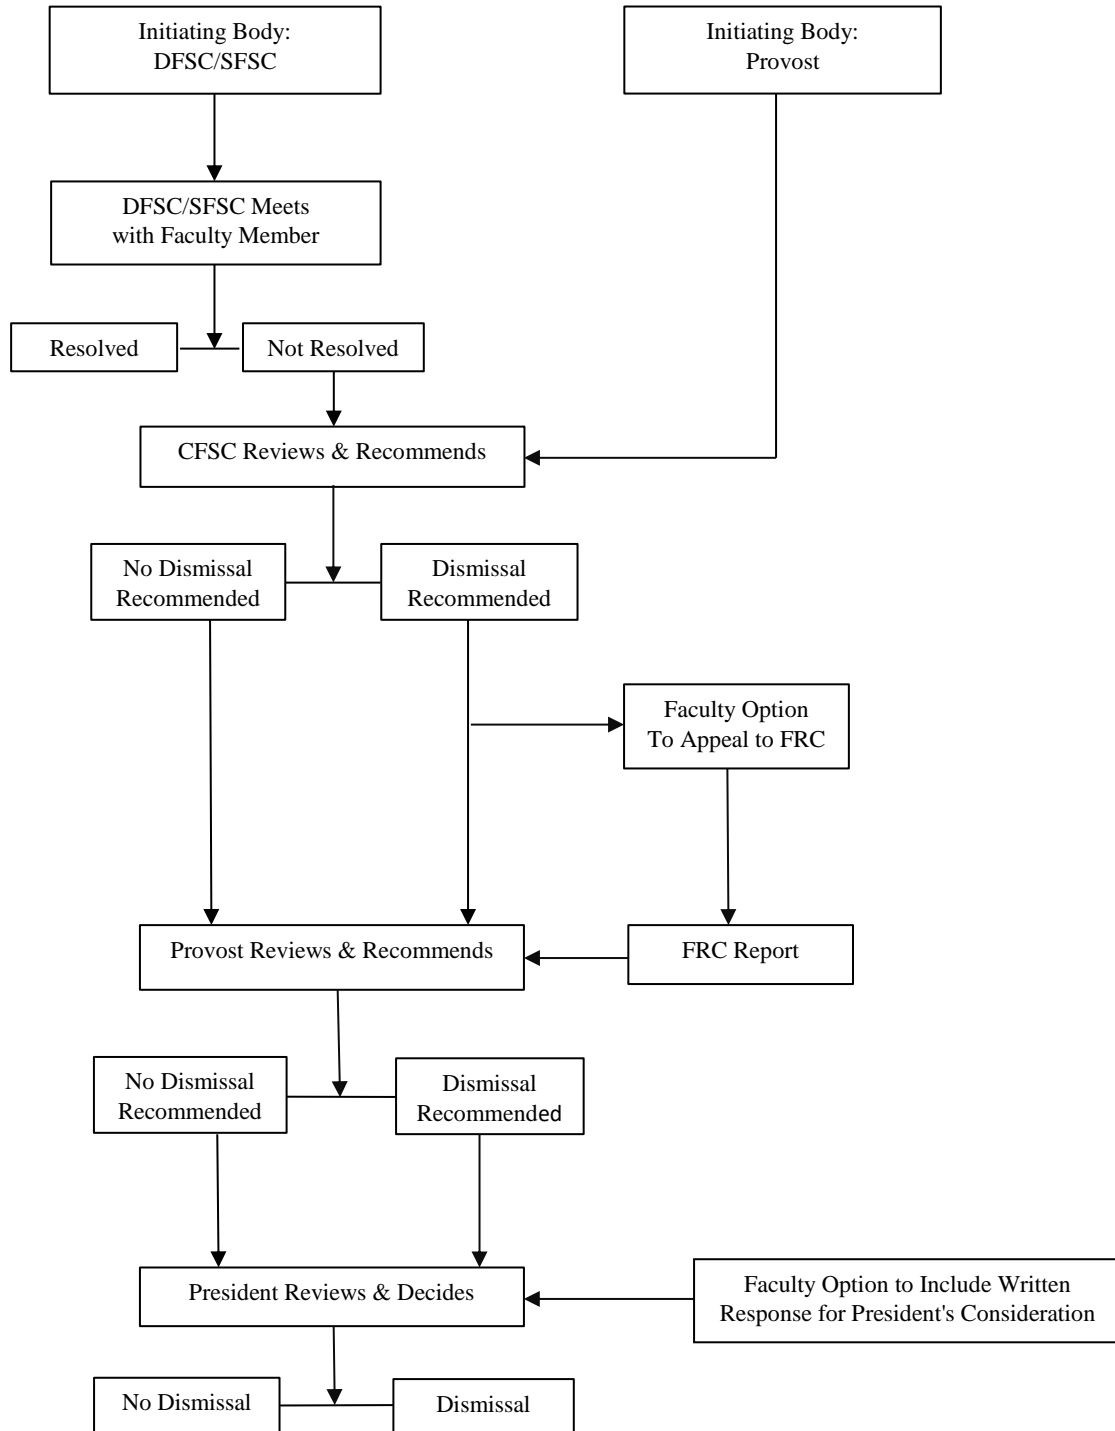 Initiating Body:
DFSC/SFSC
Initiating Body:
Provost
DFSC/SFSC Meets
with Faculty Member
Resolved
Not Resolved
CFSC Reviews & Recommends
No Dismissal
Recommended
Dismissal
Recommended
Faculty Option
To Appeal to FRC
Provost Reviews & Recommends
FRC Report
No Dismissal
Recommended
Dismissal
Recommended
President Reviews & Decides
Faculty Option to Include Written
Response for President's Consideration
No Dismissal
Dismissal